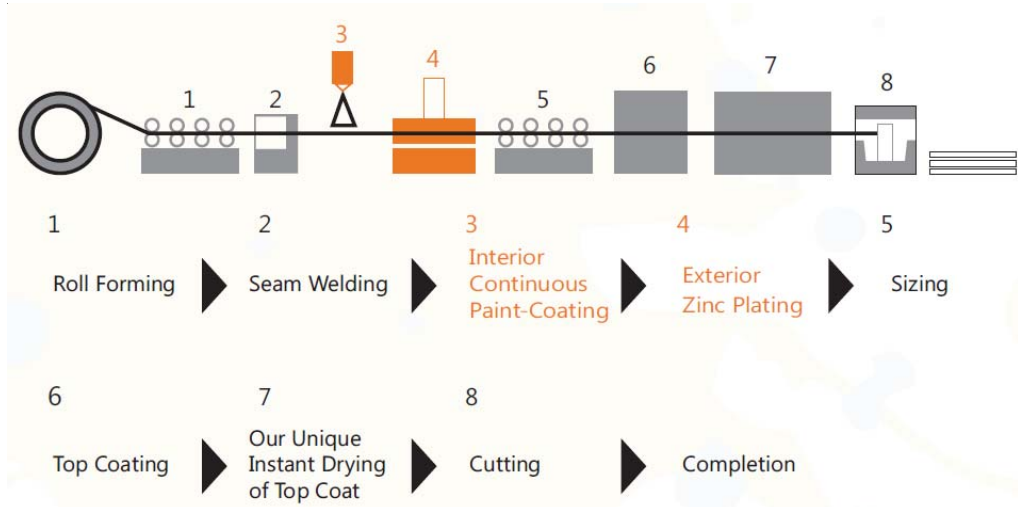 3
4
6
7
1
2
5
8
1
2
3
4
5
Roll Forming
Seam Welding
Interior
Continuous
Paint-Coating
Exterior
Zinc Plating
Sizing
6
7
8
Top Coating
Our Unique
Instant Drying
of Top Coat
Cutting
Completion